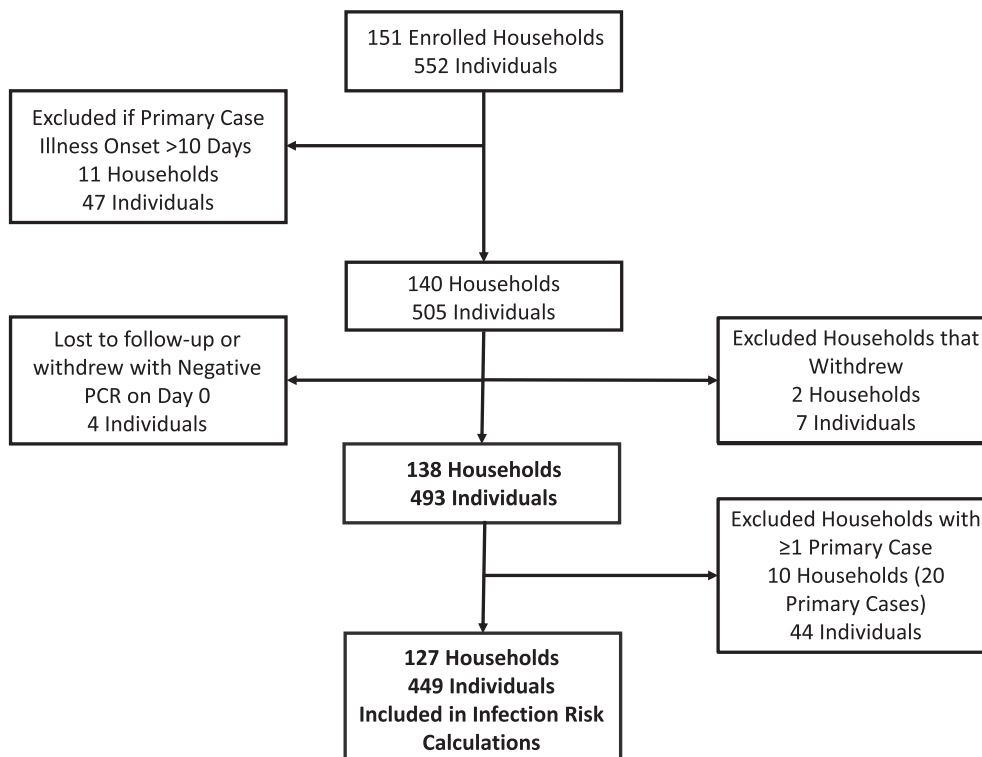 151 Enrolled Households
552 Individuals
Excluded if Primary Case
Illness Onset >10 Days
11 Households
47 Individuals
140 Households
505 Individuals
Lost to follow-up or
withdrew with Negative
PCR on Day 0
4 Individuals
Excluded Households that
Withdrew
2 Households
7 Individuals
138 Households
493 Individuals
Excluded Households with
≥1 Primary Case
10 Households (20
Primary Cases)
44 Individuals
127 Households
449 Individuals
Included in Infection Risk
Calculations